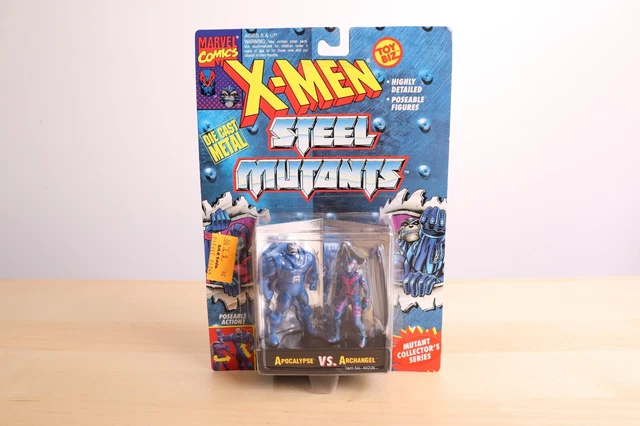 MARVEL
COMICS
AGES 5 & UP
TOY
BIZ
X-MEN
• HIGHLY
DETAILED
• POSEABLE
FIGURES
DIE CAST
METAL
STEEL
MUTANTS
POSEABLE
ACTION!
APOCALYPSE VS. ARCHANGEL
MUTANT
COLLECTOR'S
SERIES